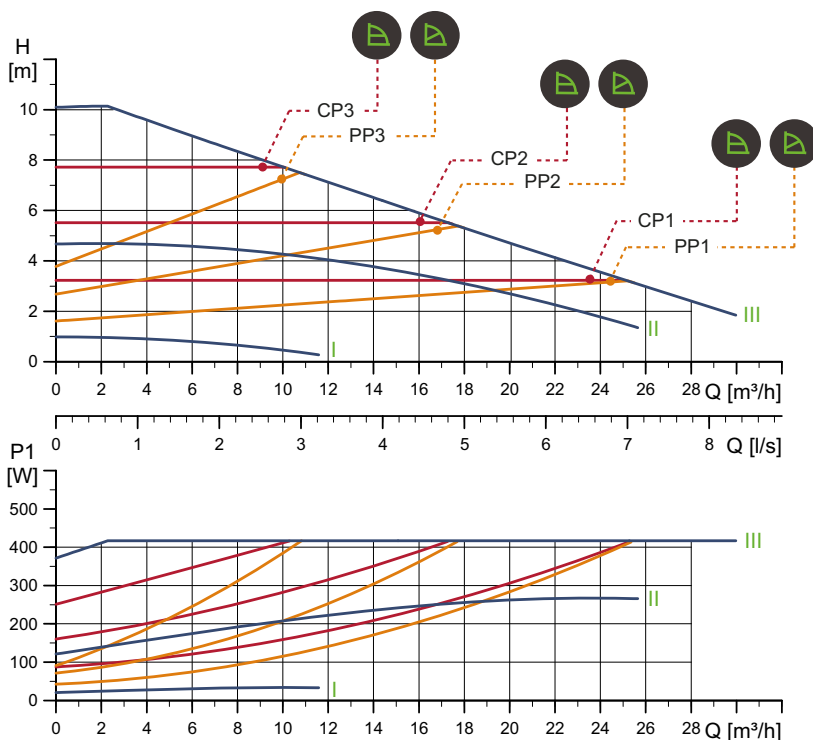 H
[m]
10
8
6
4
2
0
CP3
PP3
CP2
PP2
CP1
PP1
I
II
III
0 2 4 6 8 10 12 14 16 18 20 22 24 26 28 Q [m³/h]
0 1 2 3 4 5 6 7 8 Q [l/s]
P1
[W]
500
400
300
200
100
0
III
II
I
0 2 4 6 8 10 12 14 16 18 20 22 24 26 28 Q [m³/h]